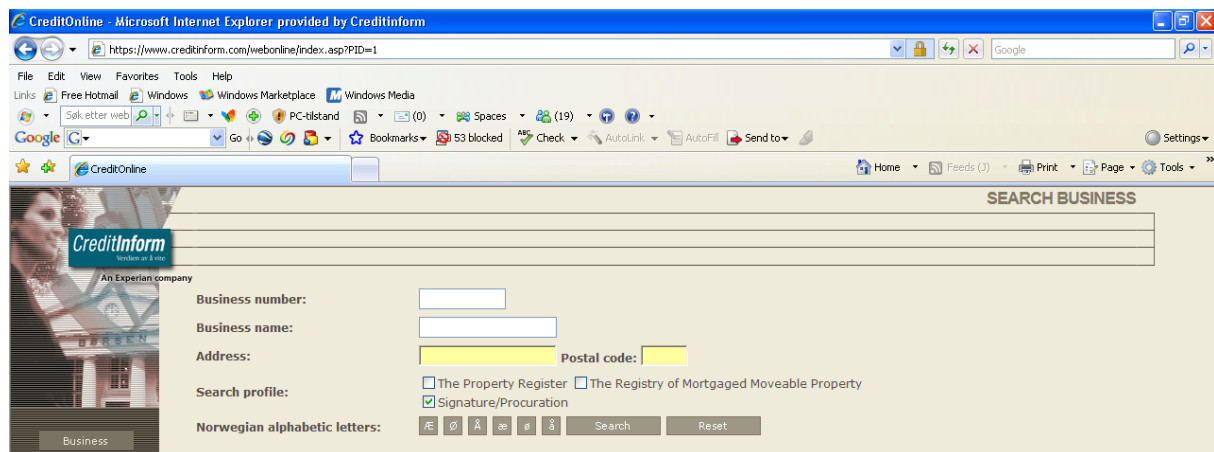 CreditOnline - Microsoft Internet Explorer provided by Creditinform
https://www.creditinform.com/webonline/index.asp?PID=1
Google
File Edit View Favorites Tools Help
Links Free Hotmail Windows Windows Marketplace Windows Media
Søk etter web PC-tilstand (0) Spaces (19)
Google G Go 53 blocked Bookmarks Check AutoLink AutoFill Send to Settings
CreditOnline Home Feeds (J) Print Page Tools
SEARCH BUSINESS
CreditInform
Verdien av å vite
An Experian company
BØRSEN
Business number:
Business name:
Address: Postal code:
Search profile: The Property Register The Registry of Mortgaged Moveable Property
Signature/Procuration
Norwegian alphabetic letters: Æ Ø Å æ ø å Search Reset
Business